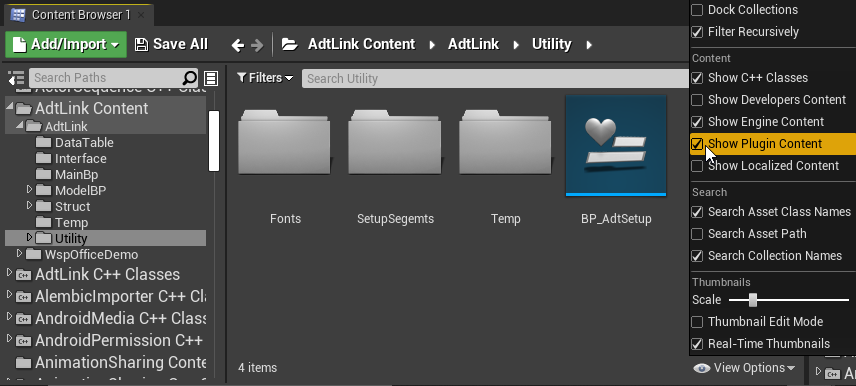 Content Browser 1
Add/Import
Save All
AdtLink Content
AdtLink
Utility
Search Paths
Filters
Search Utility
AdtLink Content
AdtLink
DataTable
Interface
MainBp
ModelBP
Struct
Temp
Utility
WspOfficeDemo
AdtLink C++ Classes
AlembicImporter C++ Cl
AndroidMedia C++ Class
AndroidPermission C++
AnimationSharing Conte
Fonts
SetupSegemts
Temp
BP_AdtSetup
4 items
View Options
Dock Collections
Filter Recursively
Content
Show C++ Classes
Show Developers Content
Show Engine Content
Show Plugin Content
Show Localized Content
Search
Search Asset Class Names
Search Asset Path
Search Collection Names
Thumbnails
Scale
Thumbnail Edit Mode
Real-Time Thumbnails